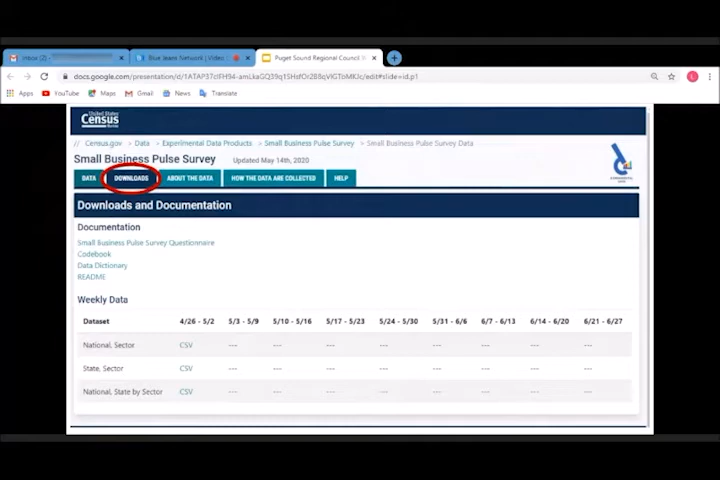 Inbox (2) -
Blue Jeans Network | Video
Puget Sound Regional Council
docs.google.com/presentation/d/
Apps YouTube Maps Gmail News Translate
United States
Census
Bureau
// Census.gov > Data > Experimental Data Products > Small Business Pulse Survey > Small Business Pulse Survey Data
Small Business Pulse Survey Updated May 14th, 2020
DATA DOWNLOADS ABOUT THE DATA HOW THE DATA ARE COLLECTED HELP
Downloads and Documentation
Documentation
Small Business Pulse Survey Questionnaire
Codebook
Data Dictionary
README
Weekly Data
Dataset 4/26 - 5/2 5/3 - 5/9 5/10 - 5/16 5/17 - 5/23 5/24 - 5/30 5/31 - 6/6 6/7 - 6/13 6/14 - 6/20 6/21 - 6/27
National, Sector CSV --- --- --- --- --- --- --- ---
State, Sector CSV --- --- --- --- --- --- --- ---
National, State by Sector CSV --- --- --- --- --- --- --- ---